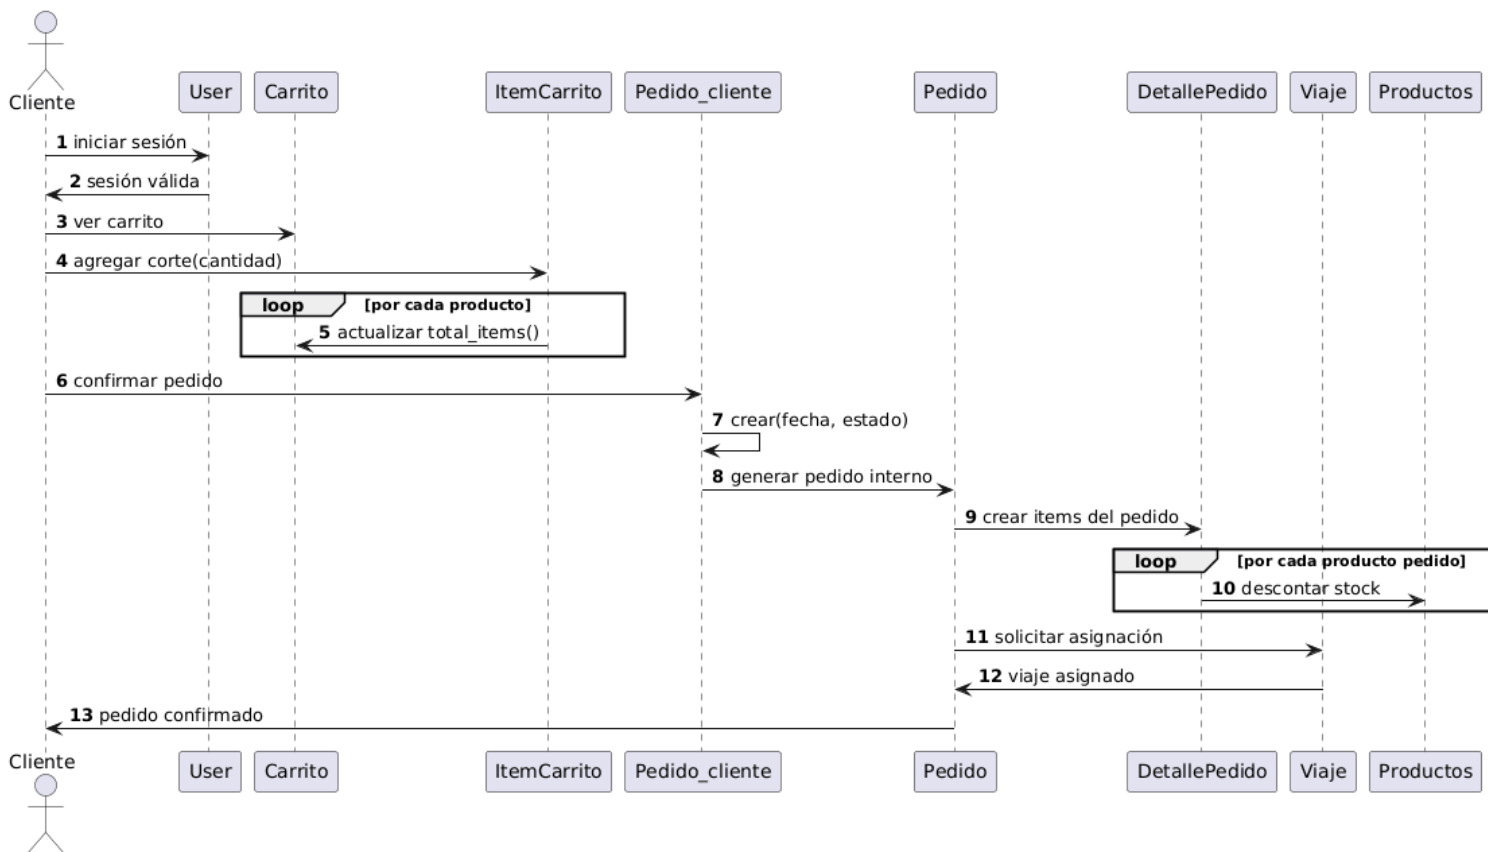 Cliente
User
Carrito
ItemCarrito
Pedido_cliente
Pedido
DetallePedido
Viaje
Productos
1 iniciar sesión
2 sesión válida
3 ver carrito
4 agregar corte(cantidad)
loop [por cada producto]
5 actualizar total_items()
6 confirmar pedido
7 crear(fecha, estado)
8 generar pedido interno
9 crear items del pedido
loop [por cada producto pedido]
10 descontar stock
11 solicitar asignación
12 viaje asignado
13 pedido confirmado
Cliente
User
Carrito
ItemCarrito
Pedido_cliente
Pedido
DetallePedido
Viaje
Productos